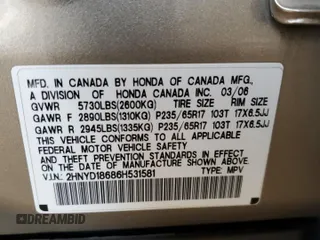 MFD. IN CANADA BY HONDA OF CANADA MFG.,
A DIVISION OF HONDA CANADA INC. 03/06
GVWR 5730LBS(2600KG) TIRE SIZE RIM SIZE
GAWR F 2890LBS(1310KG) P235/65R17 103T 17X6.5JJ
GAWR R 2945LBS(1335KG) P235/65R17 103T 17X6.5JJ
THIS VEHICLE CONFORMS TO ALL APPLICABLE
FEDERAL MOTOR VEHICLE SAFETY STANDARDS
IN EFFECT ON THE DATE OF MANUFACTURE
SHOWN ABOVE.
V.I.N.: 2HNYD18686H531581 TYPE: MPV
DREAMBID